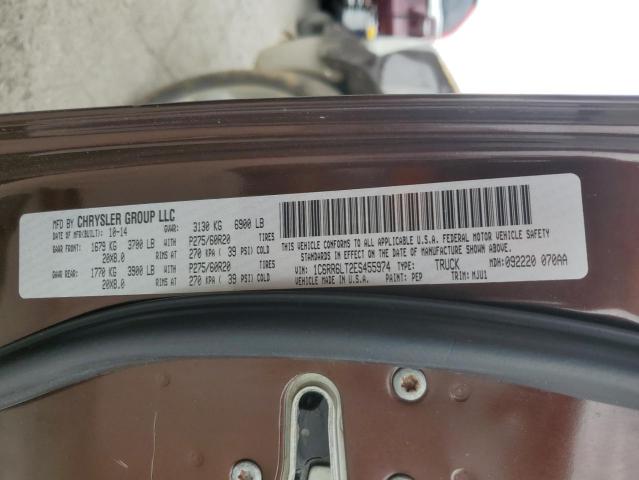 MFD BY CHRYSLER GROUP LLC
DATE OF MFR(BUILT): 10-14 GVWR: 3130 KG 6900 LB
GAWR FRONT: 1679 KG 3700 LB WITH P275/60R20 TIRES
20X8.0 RIMS AT 270 KPA ( 39 PSI) COLD
GAWR REAR: 1770 KG 3900 LB WITH P275/60R20 TIRES
20X8.0 RIMS AT 270 KPA ( 39 PSI) COLD
THIS VEHICLE CONFORMS TO ALL APPLICABLE U.S.A. FEDERAL MOTOR VEHICLE SAFETY
STANDARDS IN EFFECT ON THE DATE OF MANUFACTURE SHOWN ABOVE.
VIN: 1C6RR6LT2ES455974 TYPE: TRUCK MDH: 092220 070AA
VEHICLE MADE IN U.S.A. PAINT: PEP TRIM: MJU1